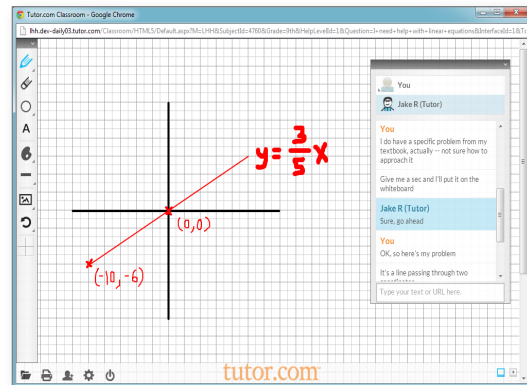 Tutor.com Classroom - Google Chrome
lhh.dev-daily03.tutor.com/Classroom/HTML5/Default.aspx?M=LHH&SubjectId=4760&HelpLevelId=1&Grade=9th&HelpLevelId=1&Question=I+need+help+with+linear+equations&InterfaceId=1&To
y = 3/5 x
(0,0)
(-10,-6)
A
You
Jake R (Tutor)
You
I do have a specific problem from my
textbook, actually -- not sure how to
approach it
Give me a sec and I'll put it on the
whiteboard
Jake R (Tutor)
Sure, go ahead
You
OK, so here's my problem
It's a line passing through two
Type your text or URL here.
tutor.com